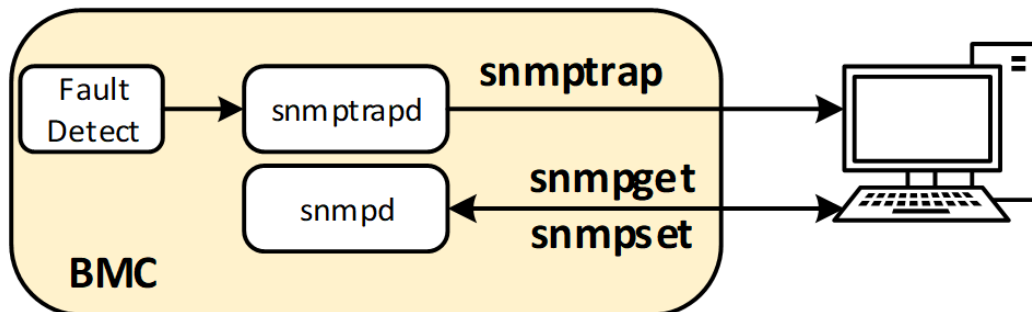 Fault
Detect
snmptrapd
snmptrap
snmpd
snmpget
snmpset
BMC